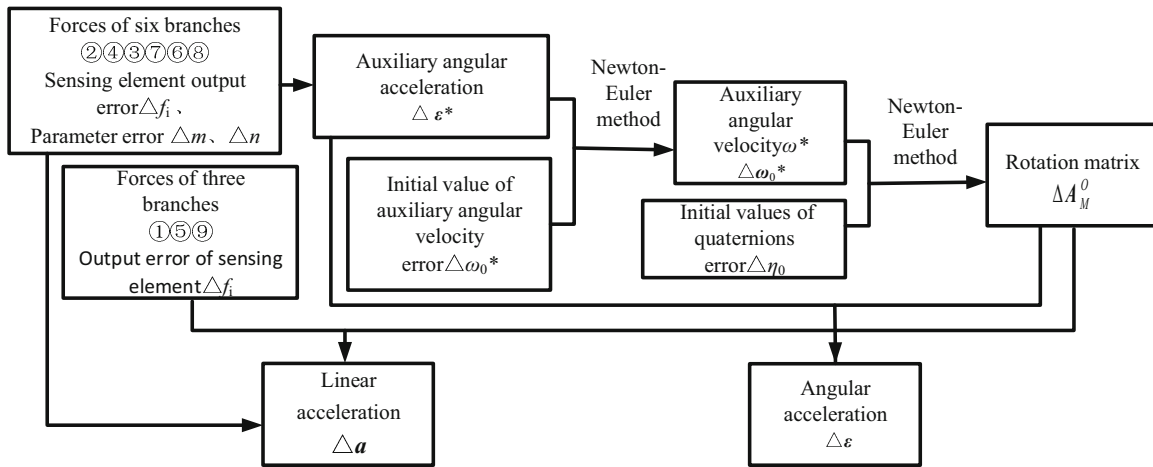 Forces of six branches
②④③⑦⑥⑧
Sensing element output
error△fi 、
Parameter error △m、△n
Forces of three
branches
①⑤⑨
Output error of sensing
element△fi
Auxiliary angular
acceleration
△ ε*
Initial value of
auxiliary angular
velocity
error△ω0*
Newton-
Euler
method
Auxiliary
angular
velocityω*
△ω0*
Initial values of
quaternions
error△η0
Newton-
Euler
method
Rotation matrix
ΔA_M^O
Linear
acceleration
△a
Angular
acceleration
△ε